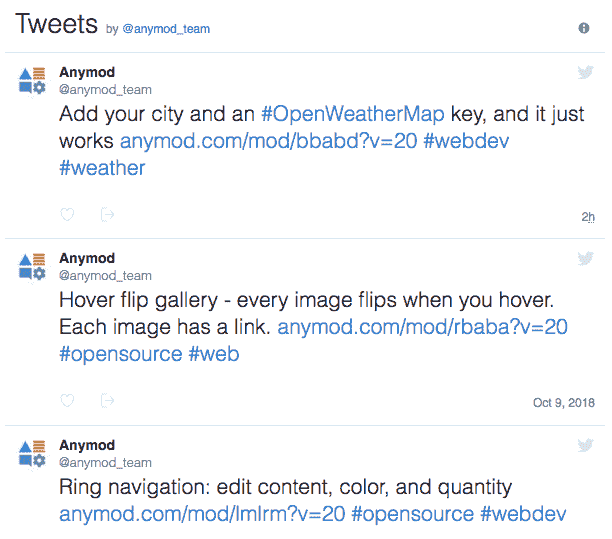 Tweets by @anymod_team
Anymod
@anymod_team
Add your city and an #OpenWeatherMap key, and it just
works anymod.com/mod/bbabd?v=20 #webdev
#weather
2h
Anymod
@anymod_team
Hover flip gallery - every image flips when you hover.
Each image has a link. anymod.com/mod/rbaba?v=20
#opensource #web
Oct 9, 2018
Anymod
@anymod_team
Ring navigation: edit content, color, and quantity
anymod.com/mod/lmlrm?v=20 #opensource #webdev